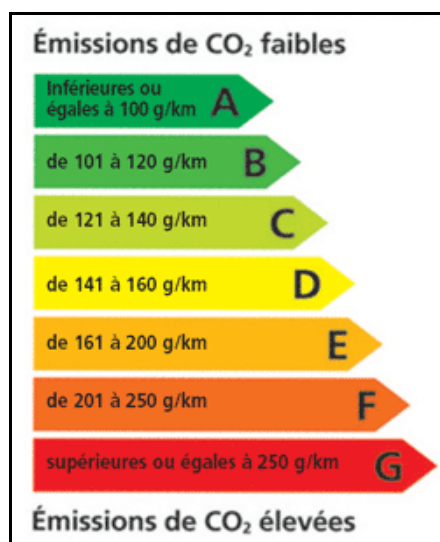 Émissions de CO₂ faibles
Inférieures ou
égales à 100 g/km A
de 101 à 120 g/km B
de 121 à 140 g/km C
de 141 à 160 g/km D
de 161 à 200 g/km E
de 201 à 250 g/km F
supérieures ou égales à 250 g/km G
Émissions de CO₂ élevées